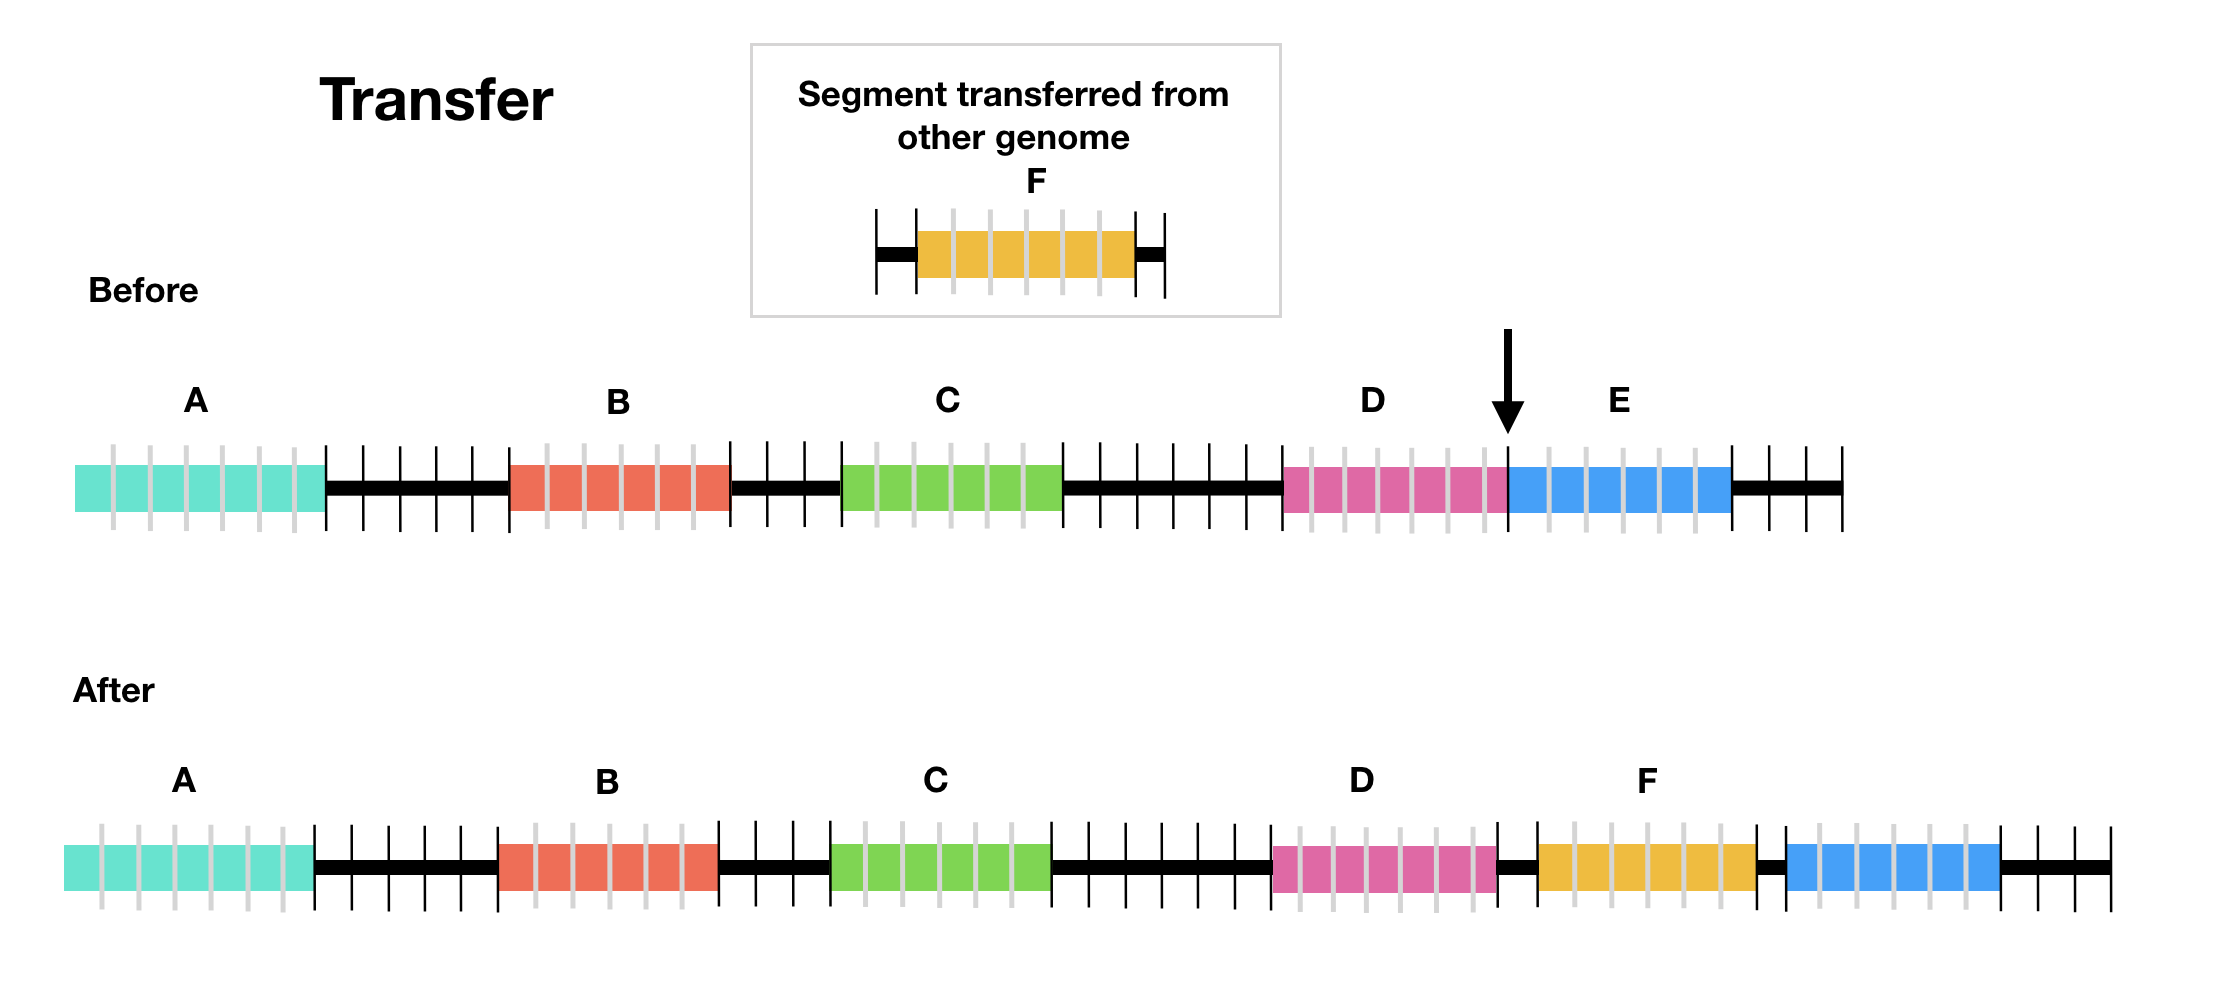 Transfer
Segment transferred from
other genome
F
Before
A B C D E
After
A B C D F